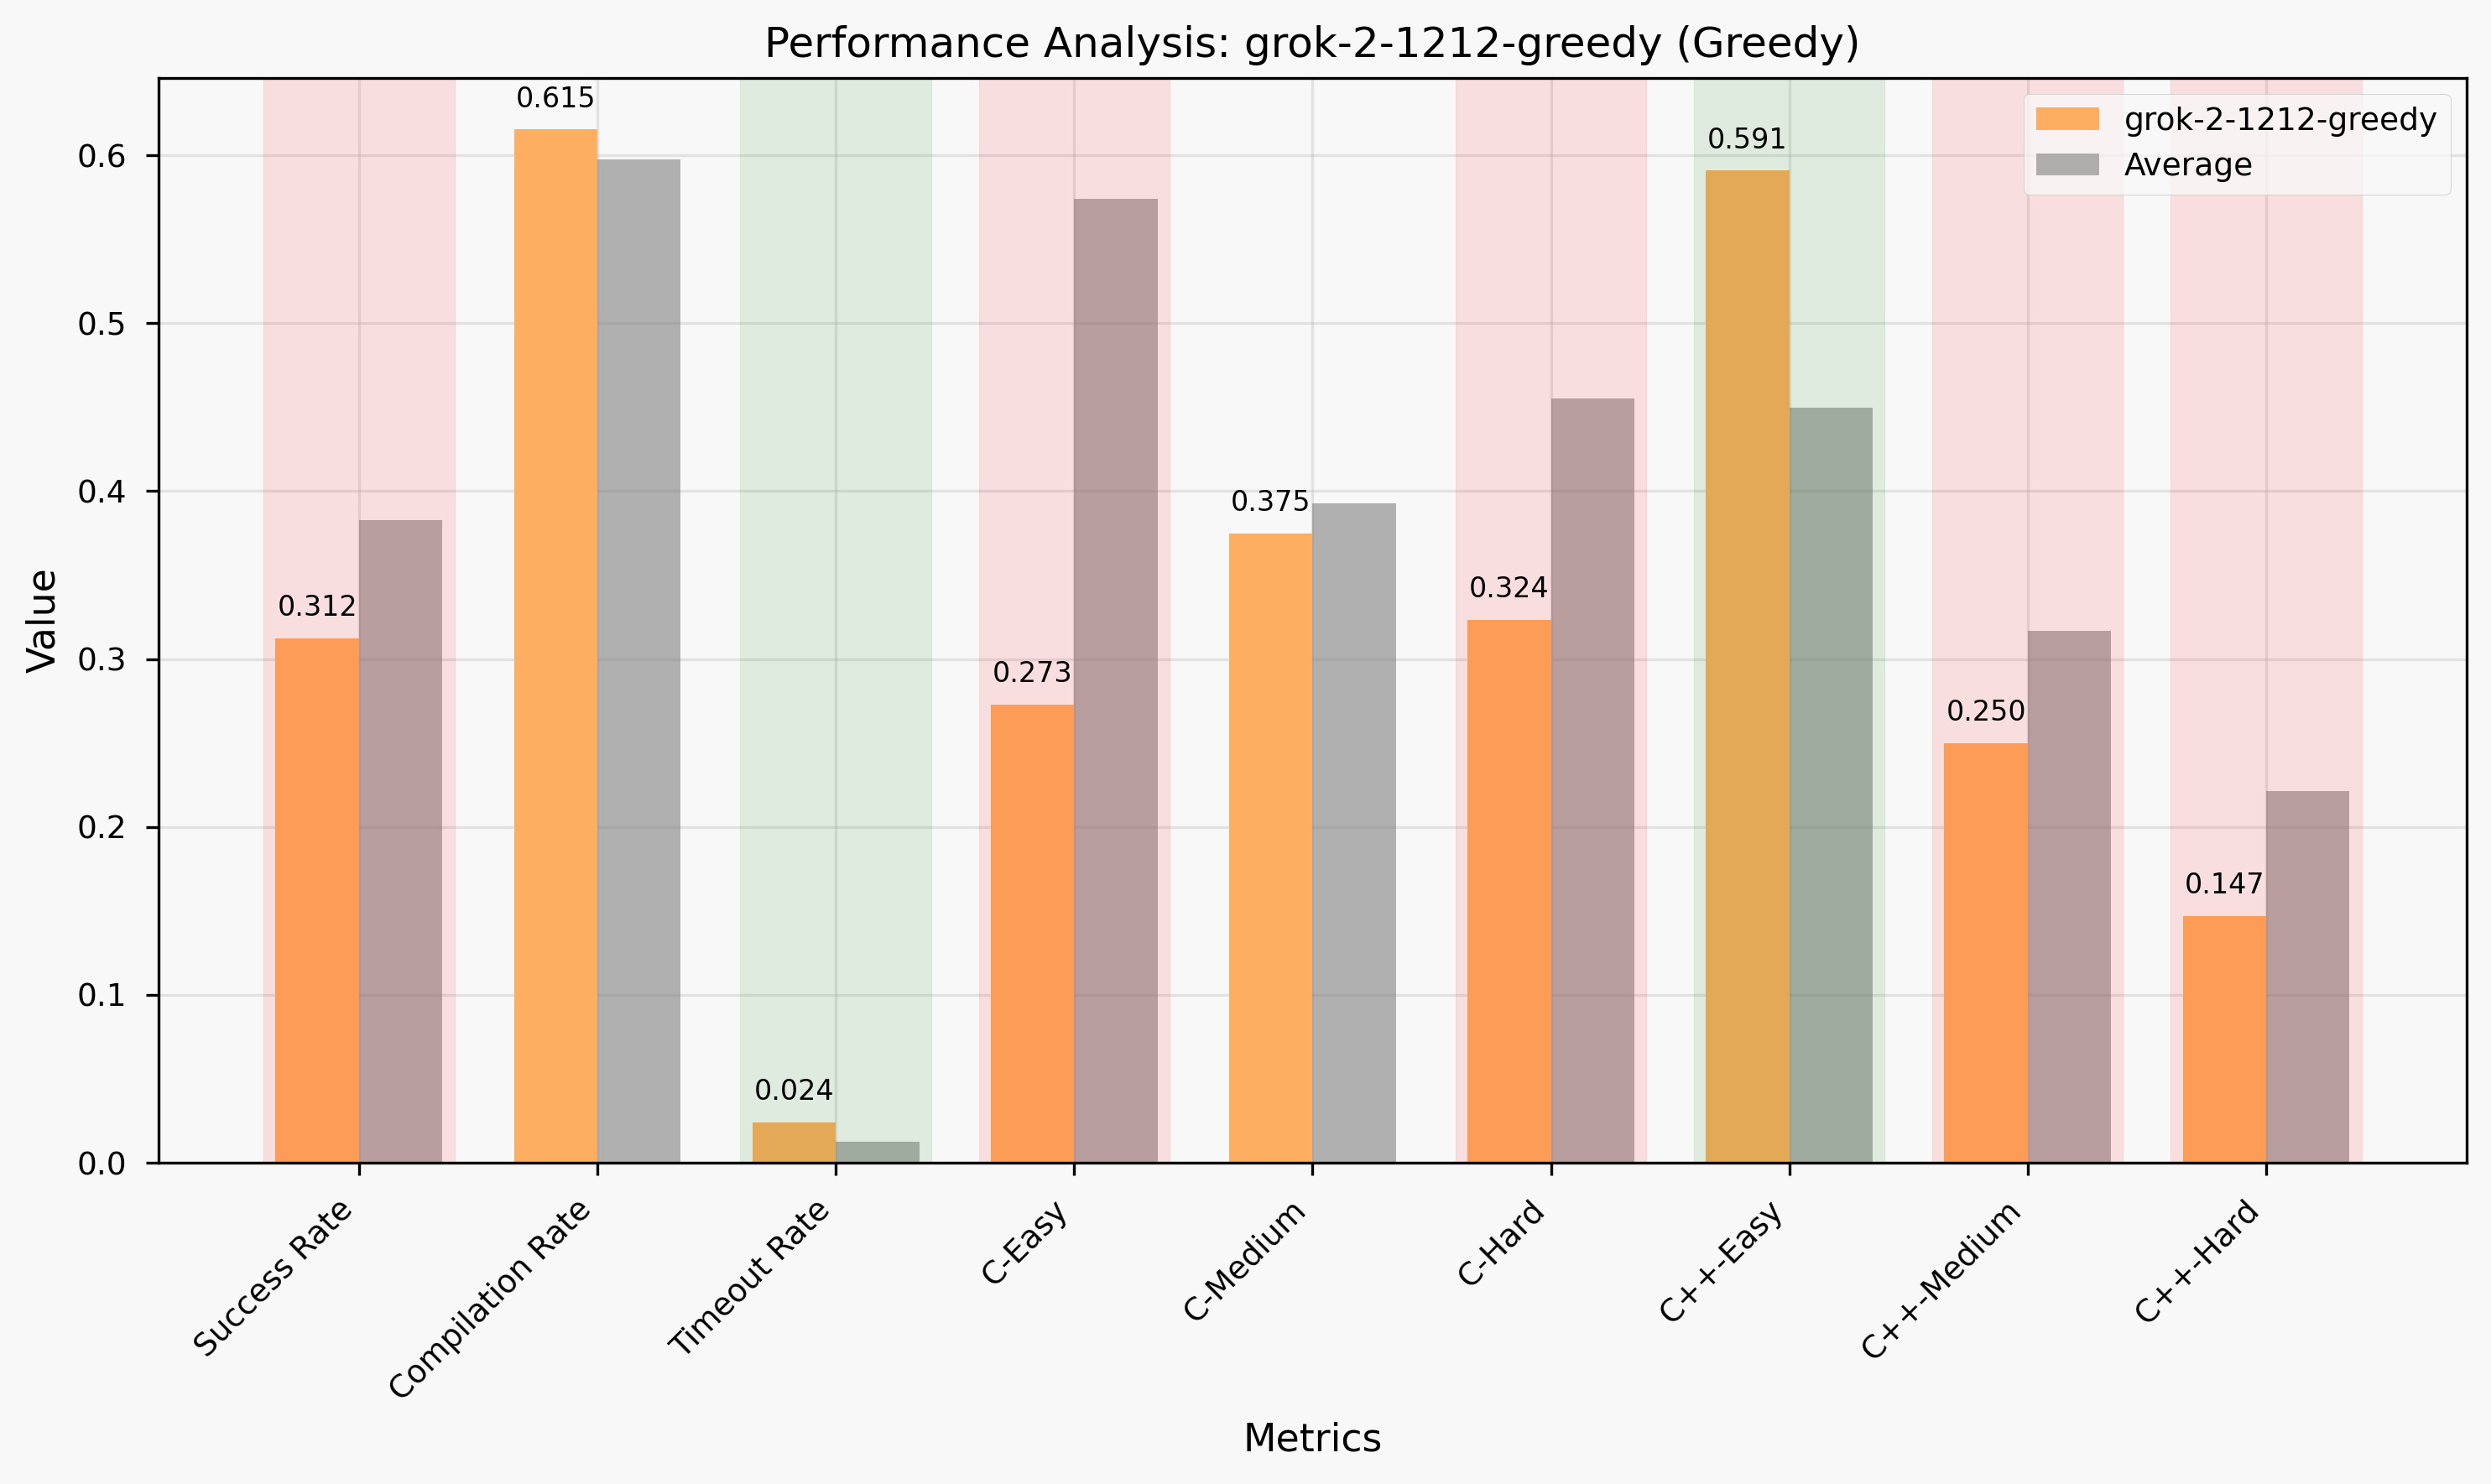 Performance Analysis: grok-2-1212-greedy (Greedy)
grok-2-1212-greedy
Average
Value
0.6
0.5
0.4
0.3
0.2
0.1
0.0
0.312
0.615
0.024
0.273
0.375
0.324
0.591
0.250
0.147
Success Rate
Compilation Rate
Timeout Rate
C-Easy
C-Medium
C-Hard
C++-Easy
C++-Medium
C++-Hard
Metrics